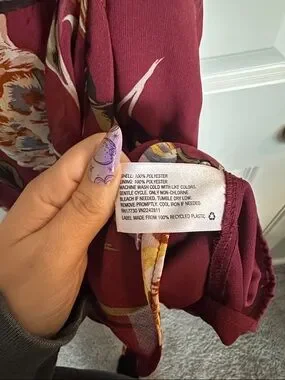 SHELL: 100% POLYESTER
LINING: 100% POLYESTER
MACHINE WASH COLD WITH LIKE COLORS,
GENTLE CYCLE. ONLY NON-CHLORINE
BLEACH IF NEEDED. TUMBLE DRY LOW.
REMOVE PROMPTLY. COOL IRON IF NEEDED.
LABEL MADE FROM 100% RECYCLED PLASTIC